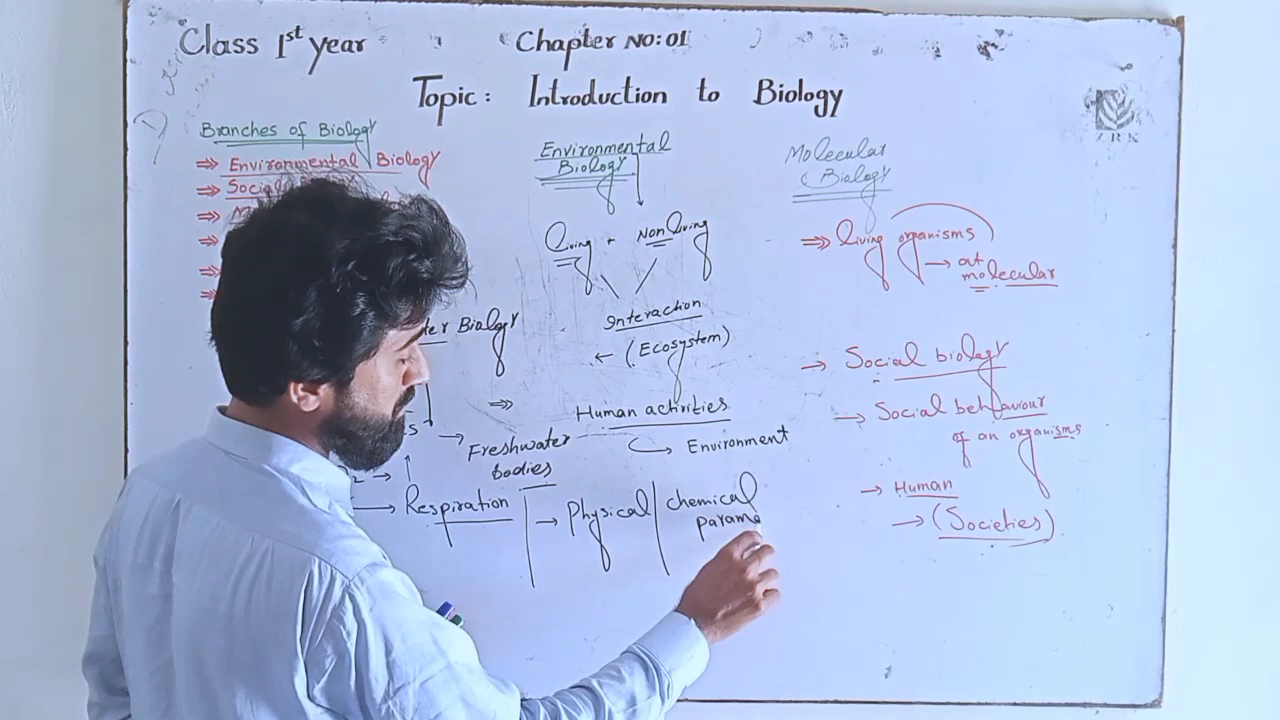 Class 1st year
Chapter NO:01
Topic: Introduction to Biology
Branches of Biology
⇒ Environmental Biology
⇒ Social
⇒
⇒
⇒
⇒
Biology
→ Freshwater
bodies
→
→ Respiration
Environmental
Biology
living + Non living
Interaction
← (Ecosystem)
⇒ Human activities
→ Environment
→ Physical
chemical
parame
Molecular
Biology
⇒ living organisms
→ at
molecular
→ Social biology
→ Social behaviour
of an organisms
→ Human
→ (Societies)
ZRK